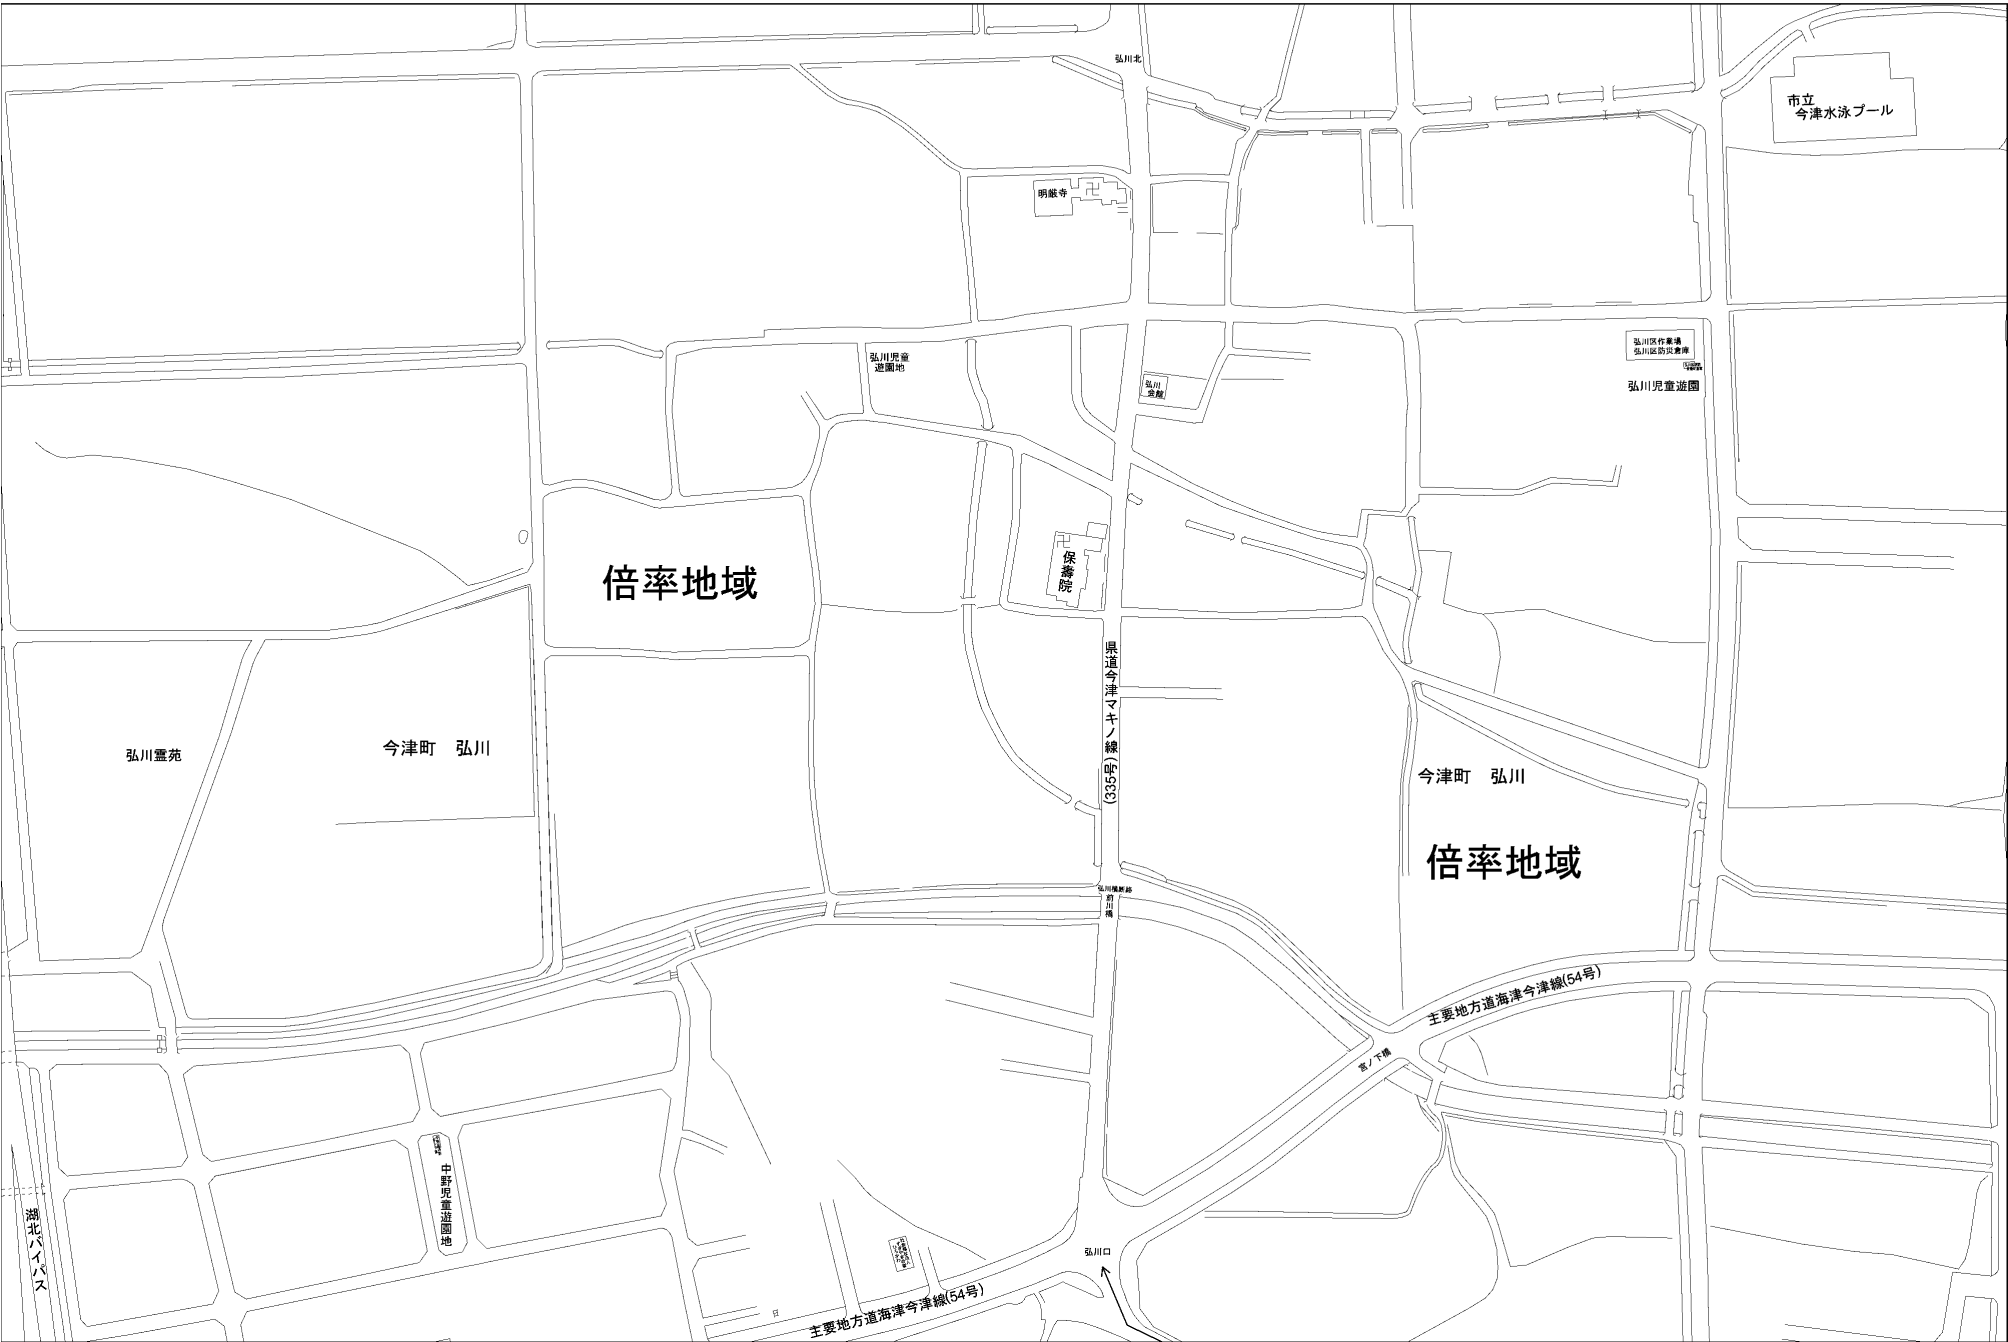 弘川北
市立
今津水泳プール
明厳寺
弘川児童
遊園地
弘川区作業場
弘川区防災倉庫
弘川児童遊園
弘川
会館
倍率地域
保壽院
県道今津マキノ線(335号)
弘川霊苑
今津町 弘川
今津町 弘川
倍率地域
弘川横断路
前川橋
主要地方道海津今津線(54号)
宮ノ下橋
中野児童遊園地
湖北バイパス
弘川口
主要地方道海津今津線(54号)